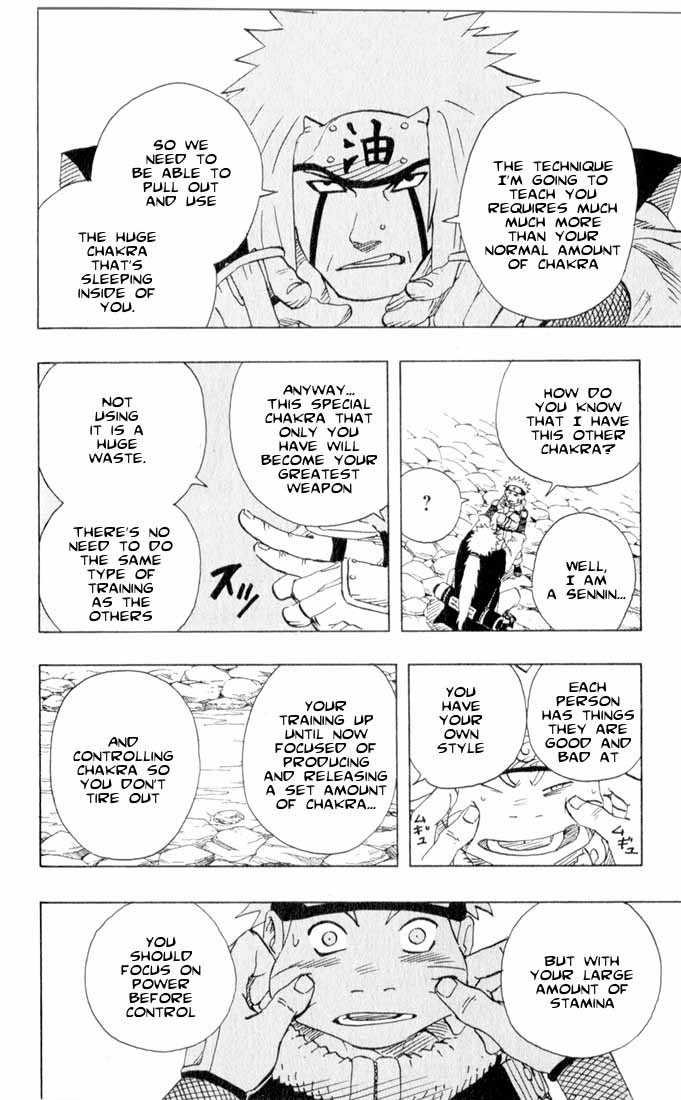 THE TECHNIQUE
I'M GOING TO
TEACH YOU
REQUIRES MUCH
MUCH MORE
THAN YOUR
NORMAL AMOUNT
OF CHAKRA
油
SO WE
NEED TO
BE ABLE TO
PULL OUT
AND USE
THE HUGE
CHAKRA
THAT'S
SLEEPING
INSIDE OF
YOU.
HOW DO
YOU KNOW
THAT I HAVE
THIS OTHER
CHAKRA?
?
WELL,
I AM
A SENNIN...
ANYWAY...
THIS SPECIAL
CHAKRA THAT
ONLY YOU
HAVE WILL
BECOME YOUR
GREATEST
WEAPON
ズッ
NOT
USING
IT IS A
HUGE
WASTE.
THERE'S NO
NEED TO DO
THE SAME
TYPE OF
TRAINING
AS THE
OTHERS
EACH
PERSON
HAS THINGS
THEY ARE
GOOD AND
BAD AT
YOU
HAVE
YOUR
OWN
STYLE
ムギュ
ムギュ
YOUR
TRAINING UP
UNTIL NOW
FOCUSED OF
PRODUCING
AND RELEASING
A SET AMOUNT
OF CHAKRA...
AND
CONTROLLING
CHAKRA SO
YOU DON'T
TIRE OUT
BUT WITH
YOUR LARGE
AMOUNT OF
STAMINA
YOU
SHOULD
FOCUS ON
POWER
BEFORE
CONTROL